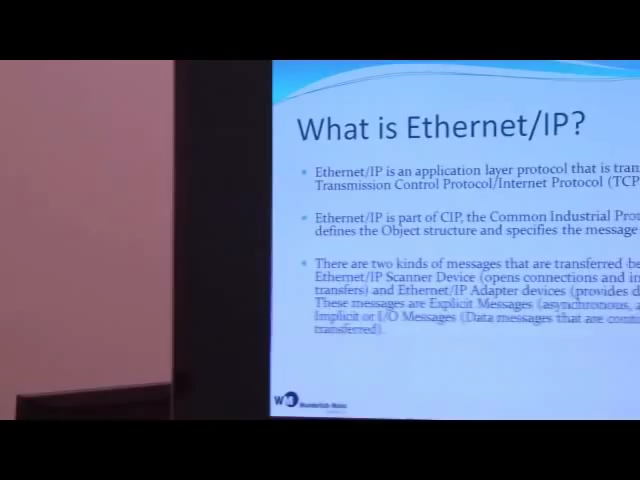 What is Ethernet/IP?
Ethernet/IP is an application layer protocol that is tran
Transmission Control Protocol/Internet Protocol (TCP
Ethernet/IP is part of CIP, the Common Industrial Pro
defines the Object structure and specifies the message
There are two kinds of messages that are transferred be
Ethernet/IP Scanner Device (opens connections and in
transfers) and Ethernet/IP Adapter devices (provides d
These messages are Explicit Messages (asynchronous, a
Implicit or I/O Messages (Data messages that are cont
transferred).
WM